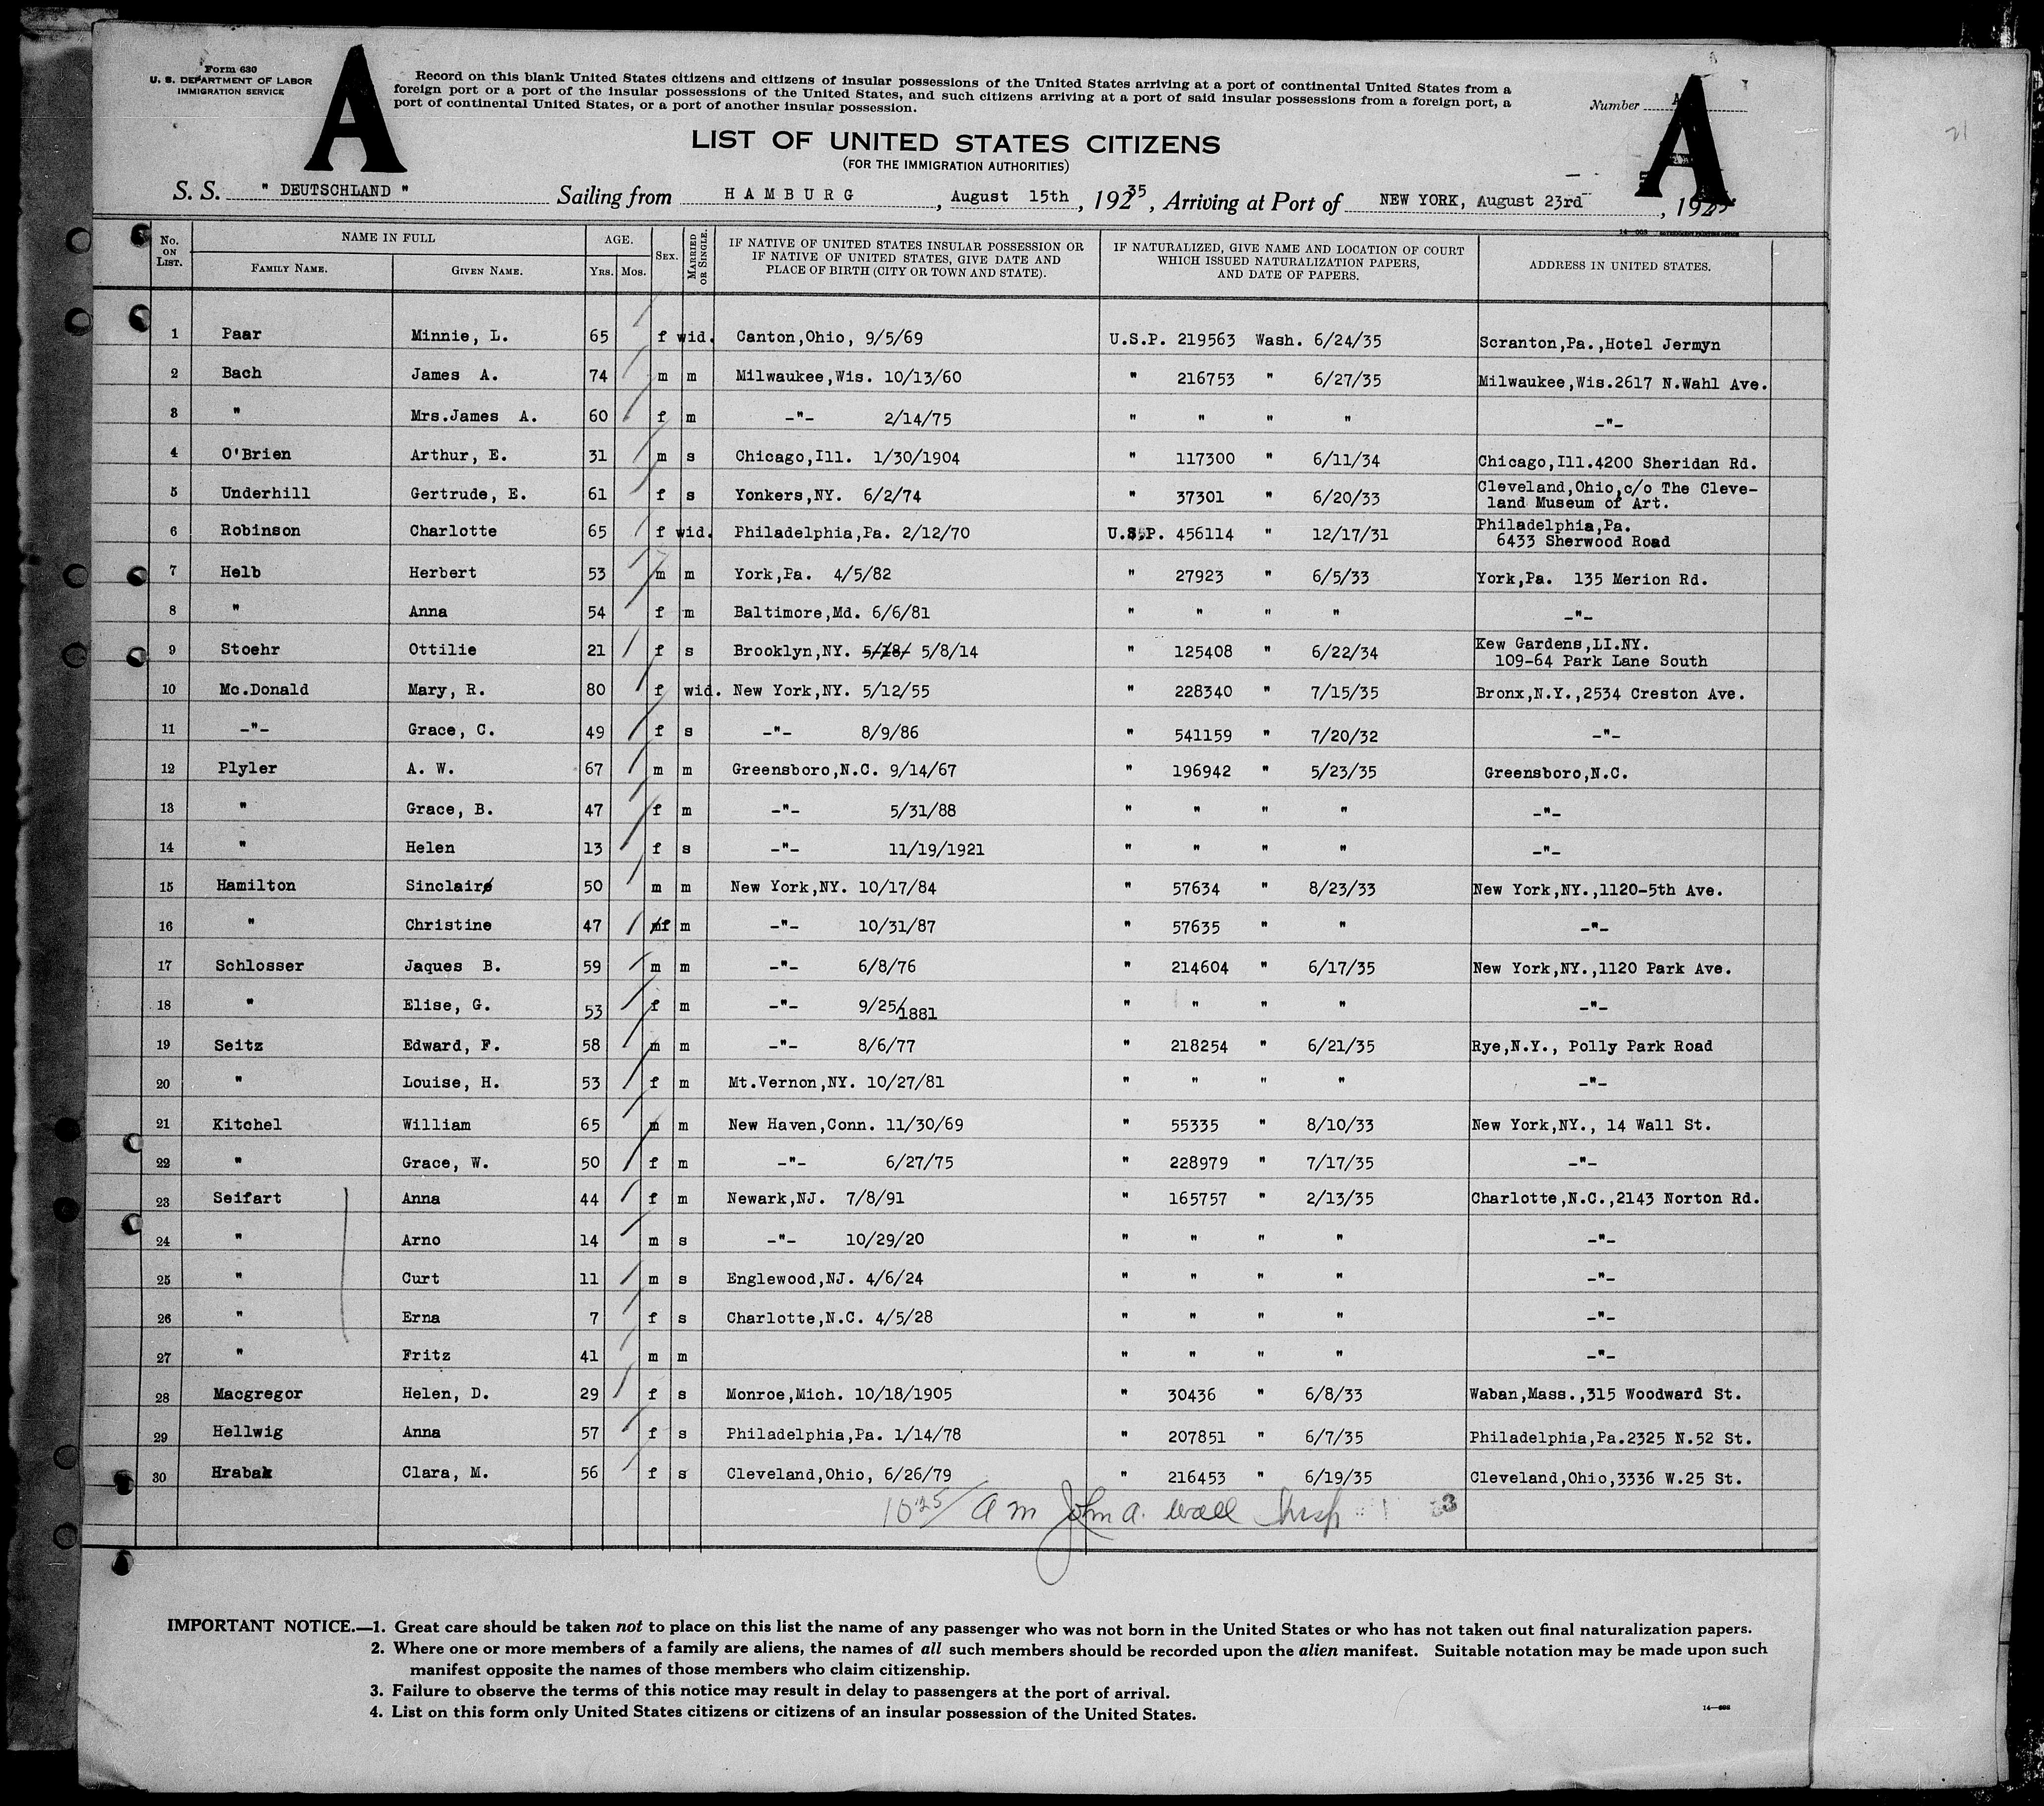 Form 630
U. S. DEPARTMENT OF LABOR
IMMIGRATION SERVICE
A
Record on this blank United States citizens and citizens of insular possessions of the United States arriving at a port of continental United States from a
foreign port or a port of the insular possessions of the United States, and such citizens arriving at a port of said insular possessions from a foreign port, a
port of continental United States, or a port of another insular possession.
Number
A
21
LIST OF UNITED STATES CITIZENS
(FOR THE IMMIGRATION AUTHORITIES)
S. S. " DEUTSCHLAND " Sailing from HAMBURG, August 15th, 19235, Arriving at Port of NEW YORK, August 23rd, 1925
No. ON LIST. NAME IN FULL FAMILY NAME. GIVEN NAME. AGE. YRS. MOS. SEX. MARRIED OR SINGLE. IF NATIVE OF UNITED STATES INSULAR POSSESSION OR IF NATIVE OF UNITED STATES, GIVE DATE AND PLACE OF BIRTH (CITY OR TOWN AND STATE). IF NATURALIZED, GIVE NAME AND LOCATION OF COURT WHICH ISSUED NATURALIZATION PAPERS, AND DATE OF PAPERS. ADDRESS IN UNITED STATES.
1 Paar Minnie, L. 65 f wid. Canton,Ohio, 9/5/69 U.S.P. 219563 Wash. 6/24/35 Scranton,Pa.,Hotel Jermyn
2 Bach James A. 74 m m Milwaukee,Wis. 10/13/60 " 216753 " 6/27/35 Milwaukee,Wis.2617 N.Wahl Ave.
3 " Mrs.James A. 60 f m -"- 2/14/75 " " " " -"-
4 O'Brien Arthur, E. 31 m s Chicago,Ill. 1/30/1904 " 117300 " 6/11/34 Chicago,Ill.4200 Sheridan Rd.
5 Underhill Gertrude, E. 61 f s Yonkers,NY. 6/2/74 " 37301 " 6/20/33 Cleveland,Ohio,c/o The Cleve-
land Museum of Art.
6 Robinson Charlotte 65 f wid. Philadelphia,Pa. 2/12/70 U.S.P. 456114 " 12/17/31 Philadelphia,Pa.
6433 Sherwood Road
7 Helb Herbert 53 m m York,Pa. 4/5/82 " 27923 " 6/5/33 York,Pa. 135 Merion Rd.
8 " Anna 54 f m Baltimore,Md. 6/6/81 " " " " -"-
9 Stoehr Ottilie 21 f s Brooklyn,NY. 5/18/ 5/8/14 " 125408 " 6/22/34 Kew Gardens,LI.NY.
109-64 Park Lane South
10 Mc.Donald Mary, R. 80 f wid. New York,NY. 5/12/55 " 228340 " 7/15/35 Bronx,N.Y.,2534 Creston Ave.
11 -"- Grace, C. 49 f s -"- 8/9/86 " 541159 " 7/20/32 -"-
12 Plyler A. W. 67 m m Greensboro,N.C. 9/14/67 " 196942 " 5/23/35 Greensboro,N.C.
13 " Grace, B. 47 f m -"- 5/31/88 " " " " -"-
14 " Helen 13 f s -"- 11/19/1921 " " " " -"-
15 Hamilton Sinclaire 50 m m New York,NY. 10/17/84 " 57634 " 8/23/33 New York,NY.,1120-5th Ave.
16 " Christine 47 mf m -"- 10/31/87 " 57635 " " -"-
17 Schlosser Jaques B. 59 m m -"- 6/8/76 " 214604 " 6/17/35 New York,NY.,1120 Park Ave.
18 " Elise, G. 53 f m -"- 9/25/1881 " " " " -"-
19 Seitz Edward, F. 58 m m -"- 8/6/77 " 218254 " 6/21/35 Rye,N.Y., Polly Park Road
20 " Louise, H. 53 f m Mt.Vernon,NY. 10/27/81 " " " " -"-
21 Kitchel William 65 m m New Haven,Conn. 11/30/69 " 55335 " 8/10/33 New York,NY., 14 Wall St.
22 " Grace, W. 50 f m -"- 6/27/75 " 228979 " 7/17/35 -"-
23 Seifart Anna 44 f m Newark,NJ. 7/8/91 " 165757 " 2/13/35 Charlotte,N.C.,2143 Norton Rd.
24 " Arno 14 m s -"- 10/29/20 " " " " -"-
25 " Curt 11 m s Englewood,NJ. 4/6/24 " " " " -"-
26 " Erna 7 f s Charlotte,N.C. 4/5/28 " " " " -"-
27 " Fritz 41 m m " " " " -"-
28 Macgregor Helen, D. 29 f s Monroe,Mich. 10/18/1905 " 30436 " 6/8/33 Waban,Mass.,315 Woodward St.
29 Hellwig Anna 57 f s Philadelphia,Pa. 1/14/78 " 207851 " 6/7/35 Philadelphia,Pa.2325 N.52 St.
30 Hrabak Clara, M. 56 f s Cleveland,Ohio, 6/26/79 " 216453 " 6/19/35 Cleveland,Ohio,3336 W.25 St.
10 25/ am John A. Wall Insp
IMPORTANT NOTICE.—1. Great care should be taken not to place on this list the name of any passenger who was not born in the United States or who has not taken out final naturalization papers.
2. Where one or more members of a family are aliens, the names of all such members should be recorded upon the alien manifest. Suitable notation may be made upon such
manifest opposite the names of those members who claim citizenship.
3. Failure to observe the terms of this notice may result in delay to passengers at the port of arrival.
4. List on this form only United States citizens or citizens of an insular possession of the United States.